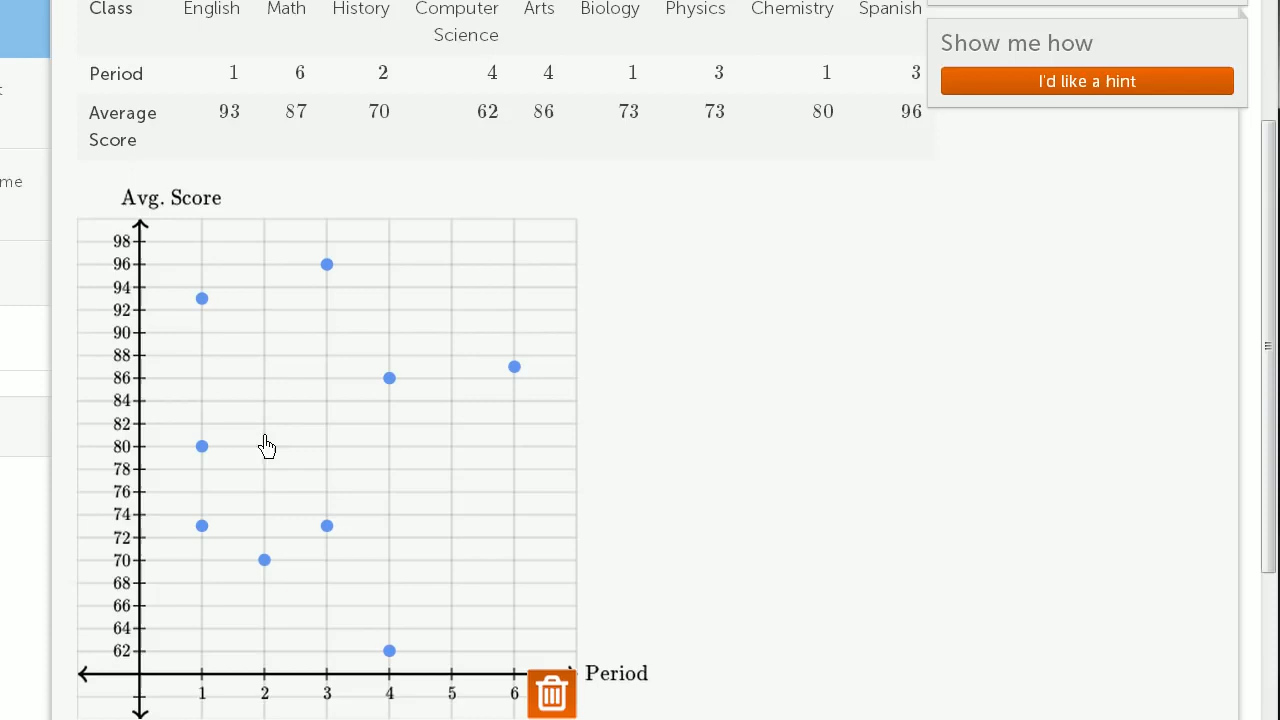 Class English Math History Computer Science Arts Biology Physics Chemistry Spanish
Period 1 6 2 4 4 1 3 1 3
Average Score 93 87 70 62 86 73 73 80 96
Show me how
I'd like a hint
t
me
Avg. Score
98
96
94
92
90
88
86
84
82
80
78
76
74
72
70
68
66
64
62
1 2 3 4 5 6
Period